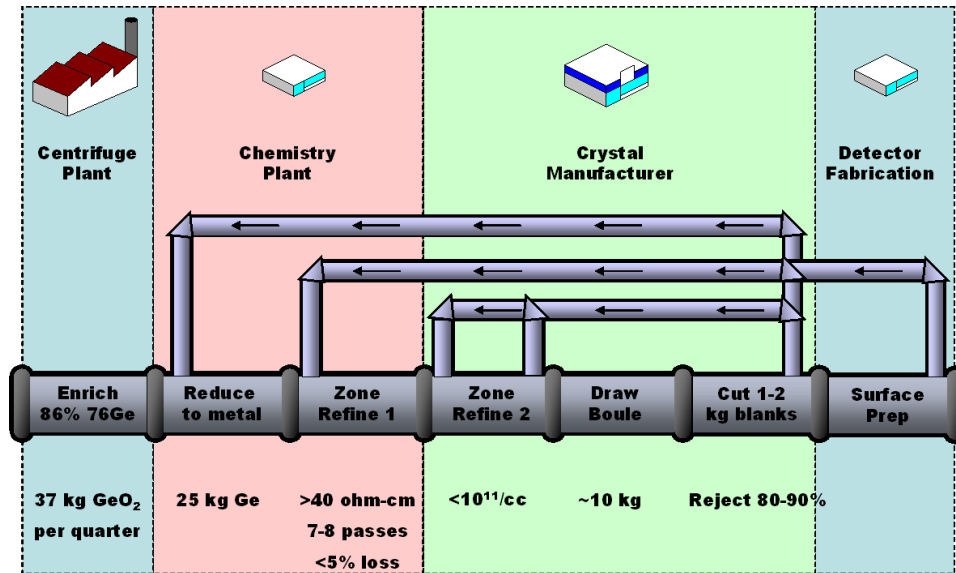 Centrifuge
Plant
Chemistry
Plant
Crystal
Manufacturer
Detector
Fabrication
Enrich
86% 76Ge
Reduce
to metal
Zone
Refine 1
Zone
Refine 2
Draw
Boule
Cut 1-2
kg blanks
Surface
Prep
37 kg GeO₂
per quarter
25 kg Ge
>40 ohm-cm
7-8 passes
<5% loss
<10¹¹/cc
~10 kg
Reject 80-90%